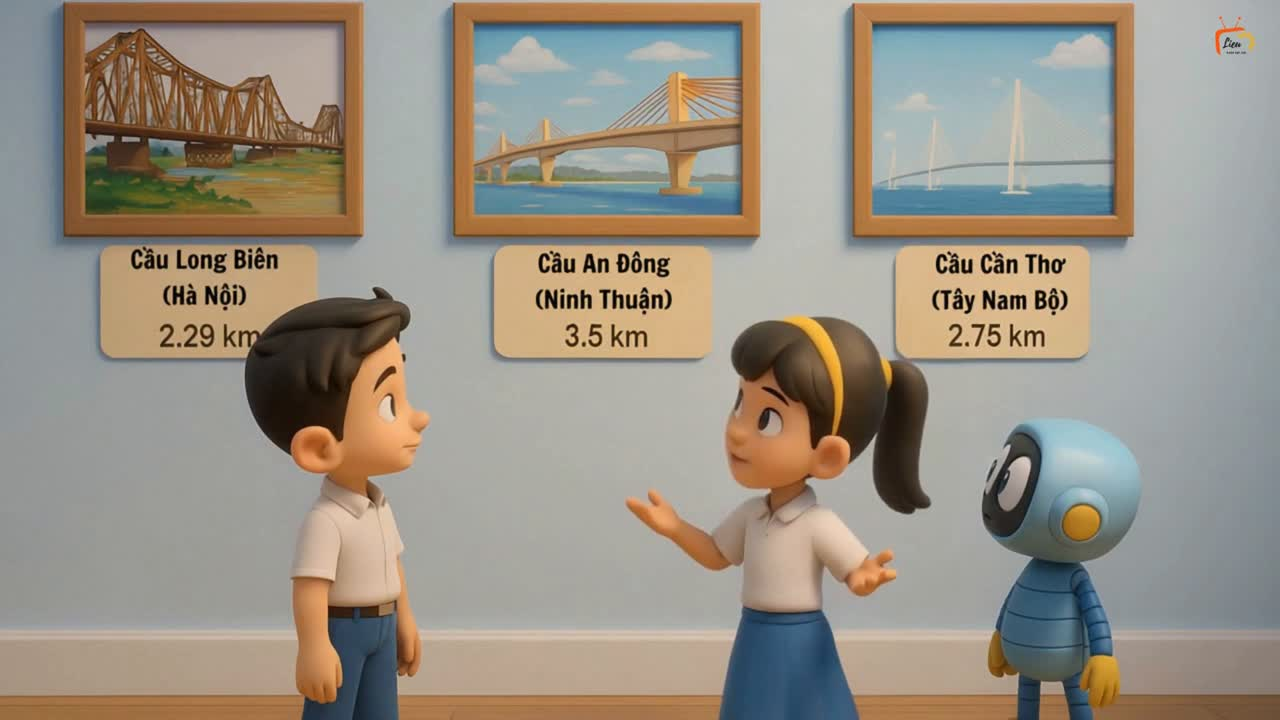 Cầu Long Biên
(Hà Nội)
2.29 km
Cầu An Đông
(Ninh Thuận)
3.5 km
Cầu Cần Thơ
(Tây Nam Bộ)
2.75 km
Lieu